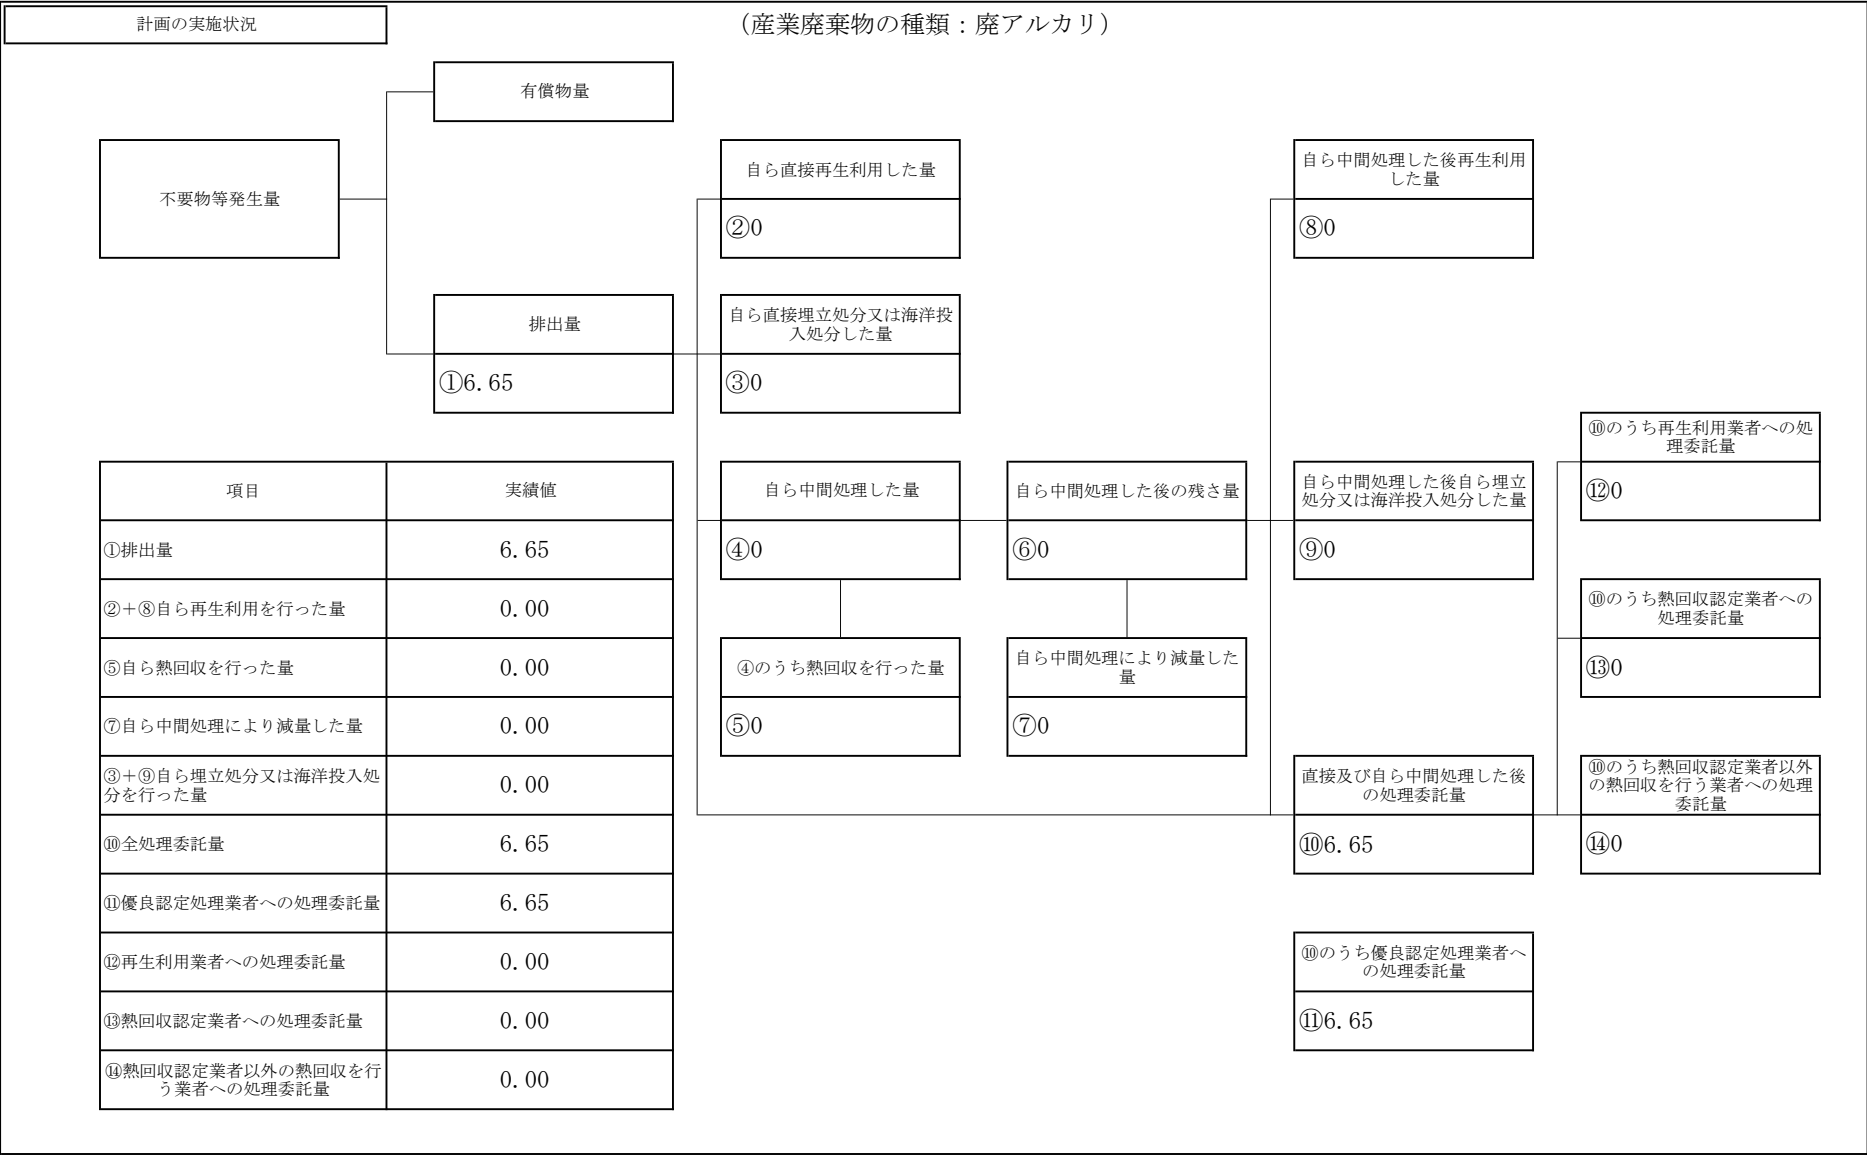 計画の実施状況
（産業廃棄物の種類：廃アルカリ）
有償物量
不要物等発生量
自ら直接再生利用した量
②0
自ら中間処理した後再生利用
した量
⑧0
排出量
①6.65
自ら直接埋立処分又は海洋投
入処分した量
③0
⑩のうち再生利用業者への処
理委託量
⑫0
自ら中間処理した量
④0
自ら中間処理した後の残さ量
⑥0
自ら中間処理した後自ら埋立
処分又は海洋投入処分した量
⑨0
⑩のうち熱回収認定業者への
処理委託量
⑬0
④のうち熱回収を行った量
⑤0
自ら中間処理により減量した
量
⑦0
直接及び自ら中間処理した後
の処理委託量
⑩6.65
⑩のうち熱回収認定業者以外
の熱回収を行う業者への処理
委託量
⑭0
⑩のうち優良認定処理業者へ
の処理委託量
⑪6.65
項目 実績値
①排出量 6.65
②＋⑧自ら再生利用を行った量 0.00
⑤自ら熱回収を行った量 0.00
⑦自ら中間処理により減量した量 0.00
③＋⑨自ら埋立処分又は海洋投入処
分を行った量 0.00
⑩全処理委託量 6.65
⑪優良認定処理業者への処理委託量 6.65
⑫再生利用業者への処理委託量 0.00
⑬熱回収認定業者への処理委託量 0.00
⑭熱回収認定業者以外の熱回収を行
う業者への処理委託量 0.00